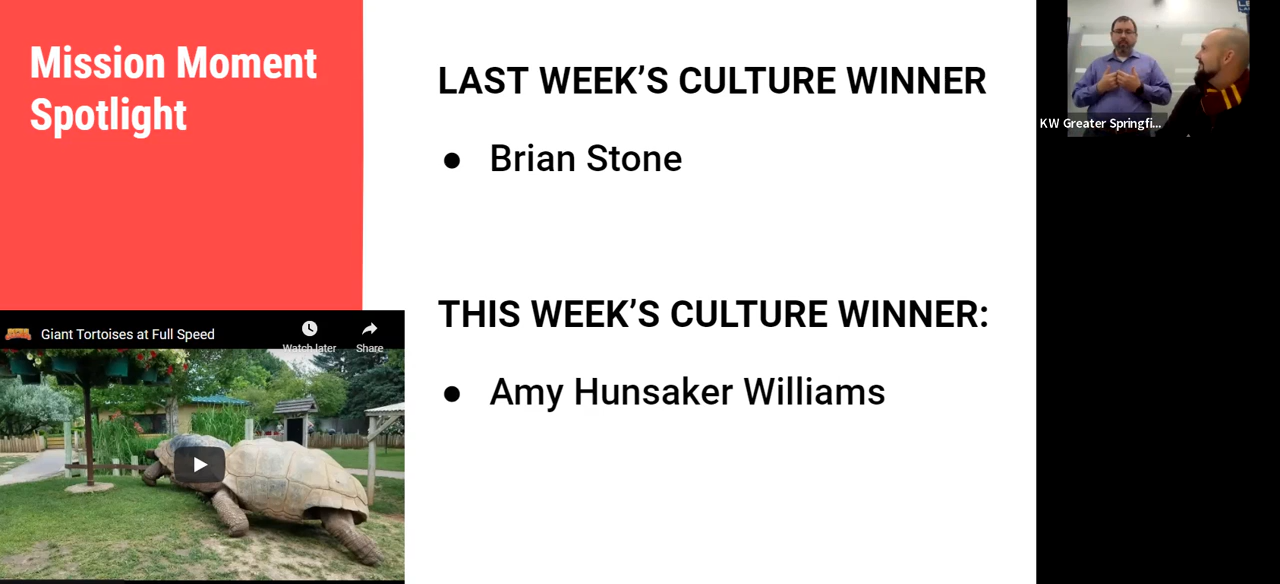 Mission Moment
Spotlight
LAST WEEK’S CULTURE WINNER
● Brian Stone
THIS WEEK’S CULTURE WINNER:
● Amy Hunsaker Williams
Giant Tortoises at Full Speed
Watch later
Share
KW Greater Springfi...